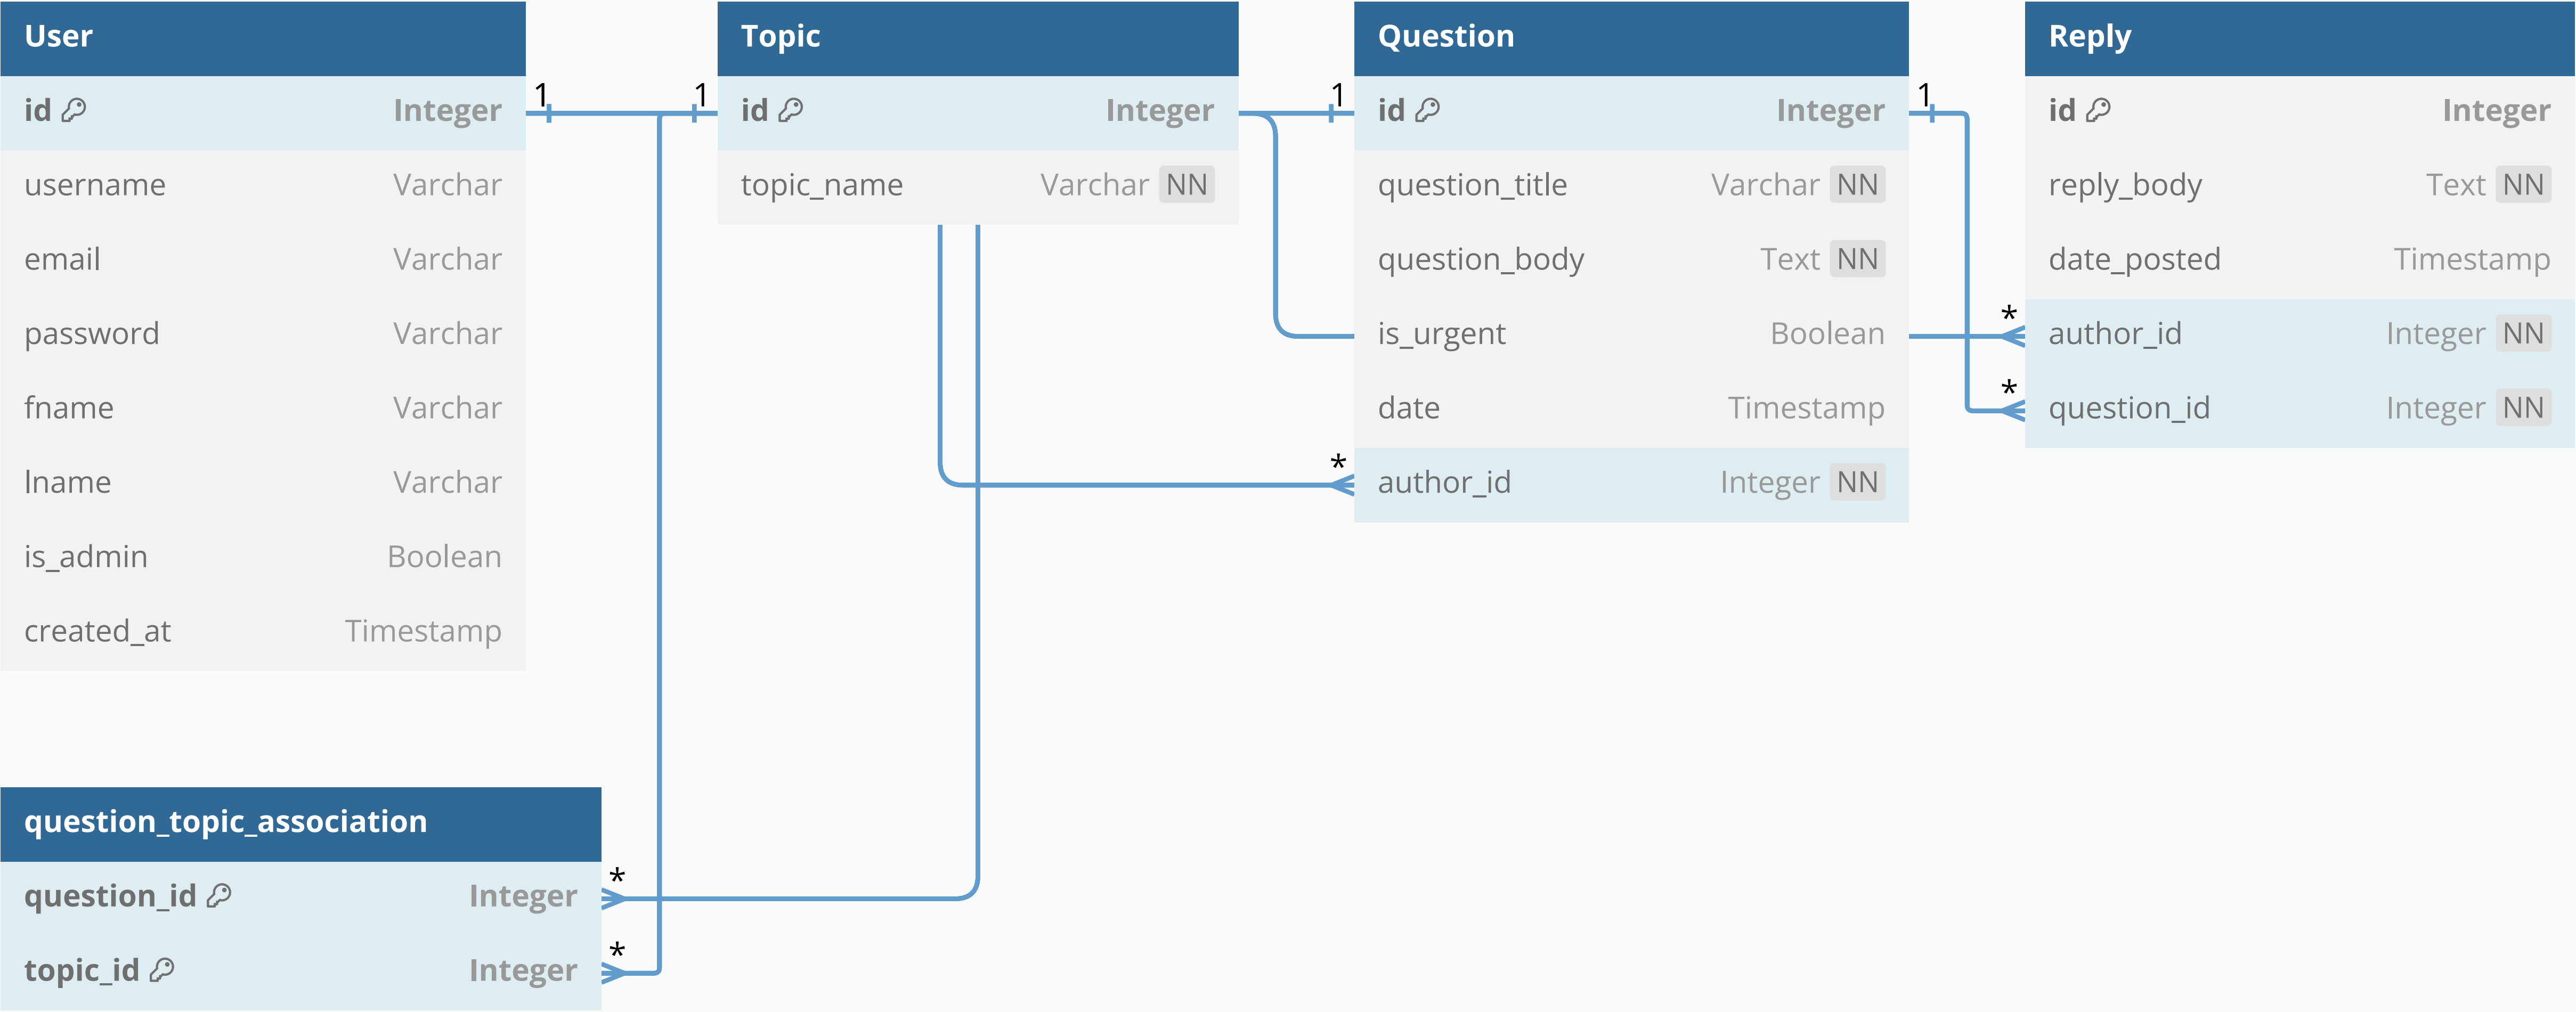 User
id Integer
username Varchar
email Varchar
password Varchar
fname Varchar
lname Varchar
is_admin Boolean
created_at Timestamp
1
1
Topic
id Integer
topic_name Varchar NN
1
*
Question
id Integer
question_title Varchar NN
question_body Text NN
is_urgent Boolean
date Timestamp
author_id Integer NN
1
*
*
Reply
id Integer
reply_body Text NN
date_posted Timestamp
author_id Integer NN
question_id Integer NN
question_topic_association
question_id Integer
topic_id Integer
*
*